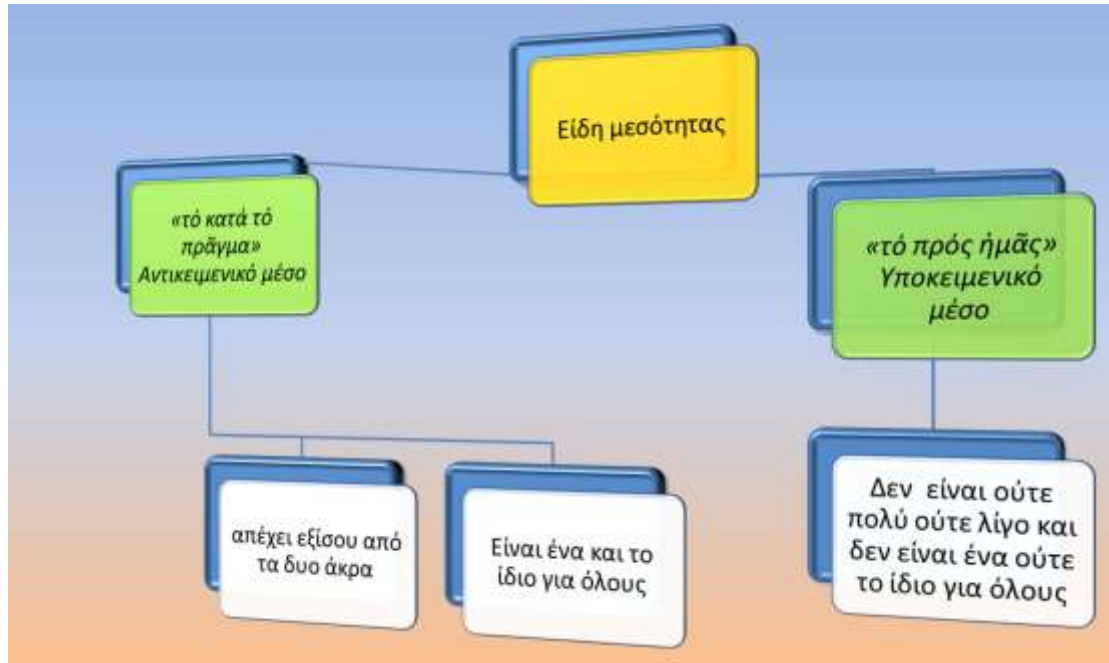 Είδη μεσότητας
«τό κατά τό
πρᾶγμα»
Αντικειμενικό μέσο
«τό πρός ἡμᾶς»
Υποκειμενικό
μέσο
απέχει εξίσου από
τα δυο άκρα
Είναι ένα και το
ίδιο για όλους
Δεν είναι ούτε
πολύ ούτε λίγο και
δεν είναι ένα ούτε
το ίδιο για όλους